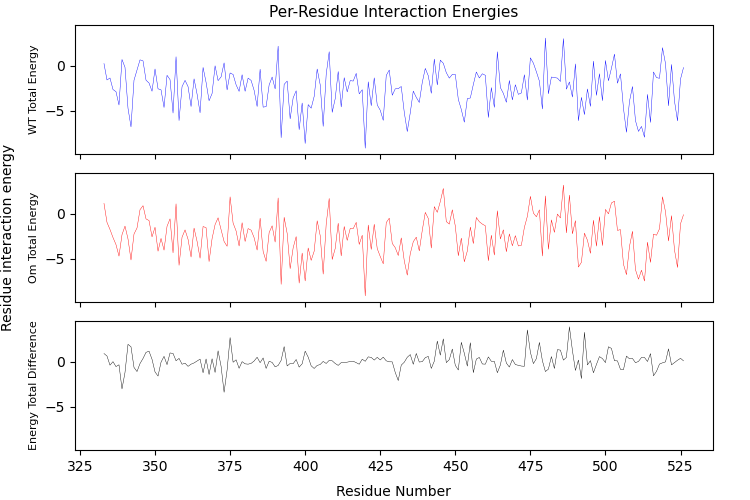 Per-Residue Interaction Energies
Residue interaction energy
WT Total Energy
0
−5
Om Total Energy
0
−5
Energy Total Difference
0
−5
325 350 375 400 425 450 475 500 525
Residue Number